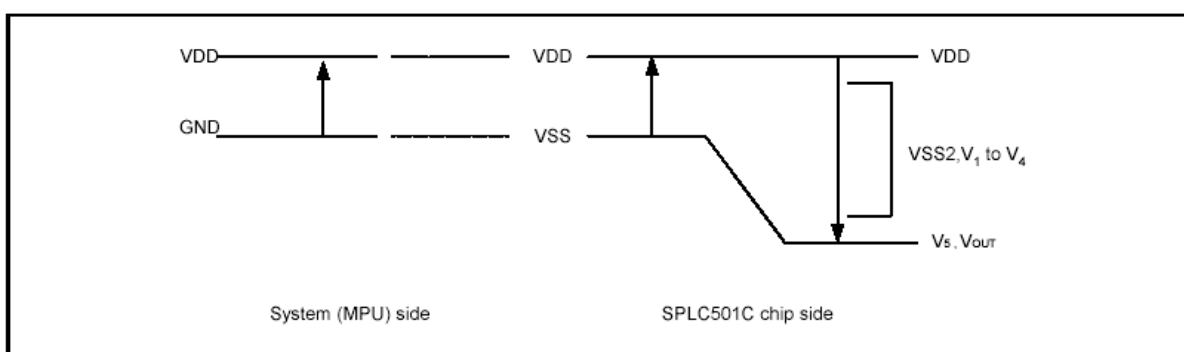 VDD VDD VDD
GND VSS
VSS2,V₁ to V₄
V₅, VOUT
System (MPU) side SPLC501C chip side